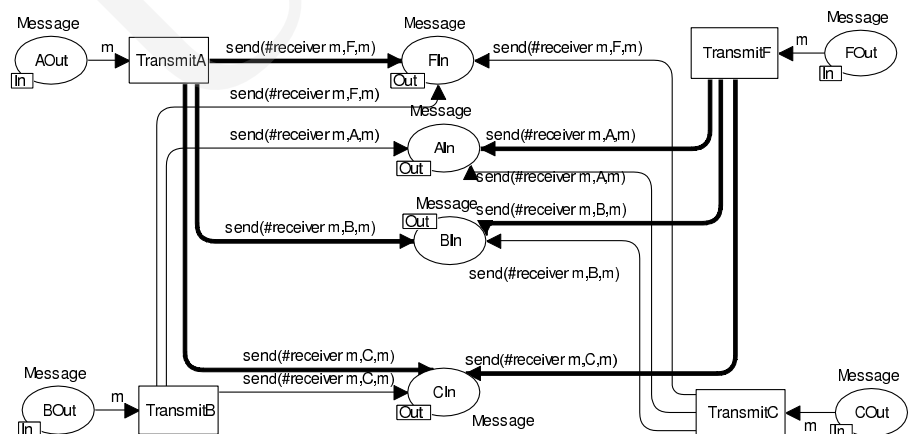 Message
Message
Message
AOut
m
TransmitA
send(#receiver m,F,m)
FIn
send(#receiver m,F,m)
TransmitF
m
FOut
In
Out
In
send(#receiver m,F,m)
Message
send(#receiver m,A,m)
AIn
send(#receiver m,A,m)
Out
send(#receiver m,A,m)
Message
send(#receiver m,B,m)
Out
send(#receiver m,B,m)
BIn
send(#receiver m,B,m)
send(#receiver m,C,m)
send(#receiver m,C,m)
Message
send(#receiver m,C,m)
Message
BOut
m
TransmitB
CIn
TransmitC
m
COut
In
Out
Message
In